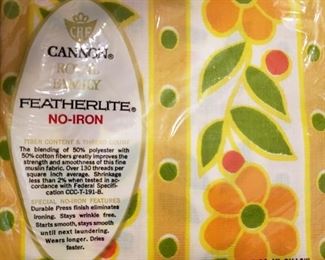 CRF
CANNON®
ROYAL
FAMILY
FEATHERLITE®
NO-IRON
FIBER CONTENT & THREAD COUNT
The blending of 50% polyester with
50% cotton fibers greatly improves the
strength and smoothness of this fine
muslin fabric. Over 130 threads per
square inch average. Shrinkage
less than 2% when tested in ac-
cordance with Federal Specifi-
cation CCC-T-191-B.
SPECIAL NO-IRON FEATURES
Durable Press finish eliminates
ironing. Stays wrinkle free.
Starts smooth, stays smooth
until next laundering.
Wears longer. Dries
faster.